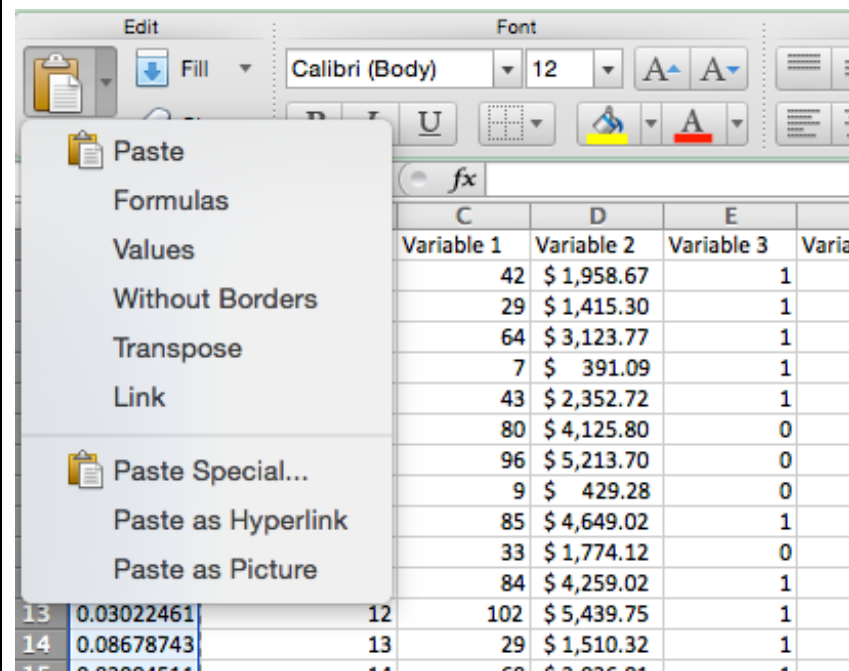 Edit Font
Fill Calibri (Body) 12 A A
B I U A
Paste
fx
Formulas
C D E
Values Variable 1 Variable 2 Variable 3
42 $ 1,958.67 1
Without Borders 29 $ 1,415.30 1
64 $ 3,123.77 1
Transpose 7 $ 391.09 1
Link 43 $ 2,352.72 1
80 $ 4,125.80 0
Paste Special... 96 $ 5,213.70 0
9 $ 429.28 0
Paste as Hyperlink 85 $ 4,649.02 1
33 $ 1,774.12 0
Paste as Picture 84 $ 4,259.02 1
13 0.03022461 12 102 $ 5,439.75 1
14 0.08678743 13 29 $ 1,510.32 1